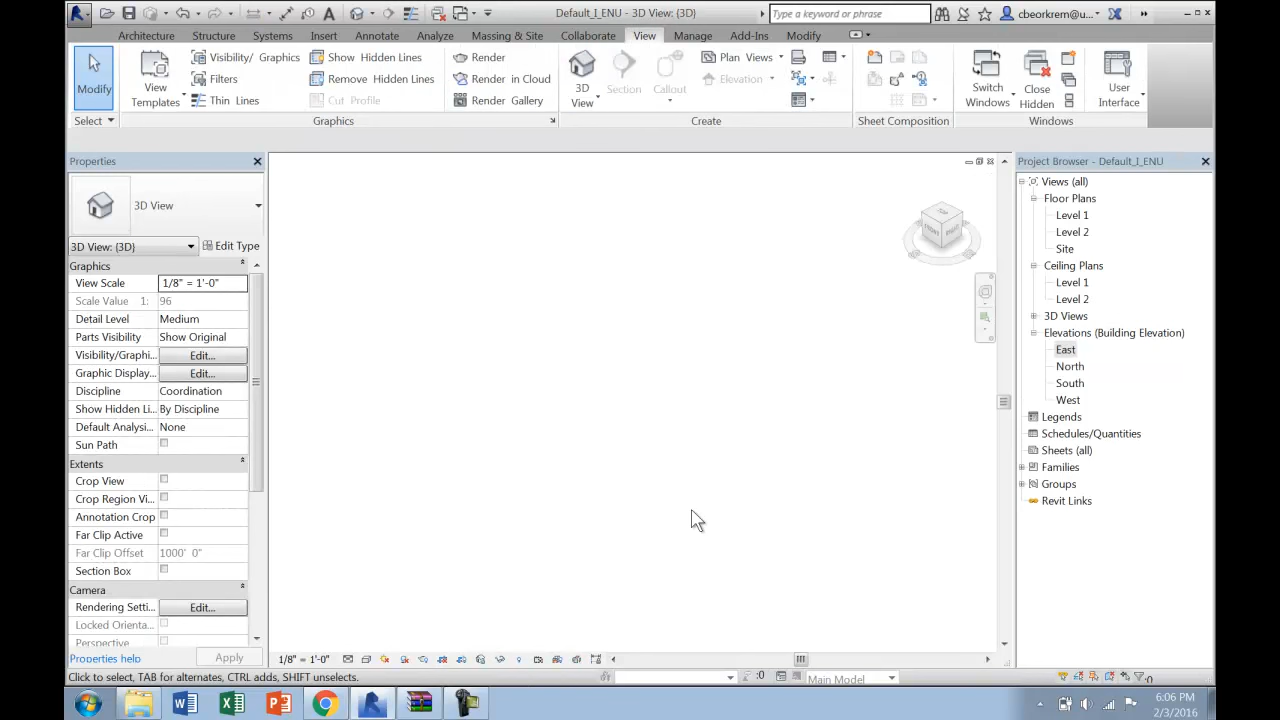 Default_I_ENU - 3D View: {3D}
Type a keyword or phrase
cbeorkrem@u...
Architecture Structure Systems Insert Annotate Analyze Massing & Site Collaborate View Manage Add-Ins Modify
Modify
View Templates
Visibility/ Graphics
Filters
Thin Lines
Show Hidden Lines
Remove Hidden Lines
Cut Profile
Render
Render in Cloud
Render Gallery
3D View
Section
Callout
Plan Views
Elevation
Switch Windows
Close Hidden
User Interface
Select Graphics Create Sheet Composition Windows
Properties
3D View
3D View: {3D} Edit Type
Graphics
View Scale 1/8" = 1'-0"
Scale Value 1: 96
Detail Level Medium
Parts Visibility Show Original
Visibility/Graphi... Edit...
Graphic Display... Edit...
Discipline Coordination
Show Hidden Li... By Discipline
Default Analysi... None
Sun Path
Extents
Crop View
Crop Region Vi...
Annotation Crop
Far Clip Active
Far Clip Offset 1000' 0"
Section Box
Camera
Rendering Setti... Edit...
Locked Orienta...
Perspective
Properties help Apply
TOP
FRONT
1/8" = 1'-0"
Project Browser - Default_I_ENU
Views (all)
Floor Plans
Level 1
Level 2
Site
Ceiling Plans
Level 1
Level 2
3D Views
Elevations (Building Elevation)
East
North
South
West
Legends
Schedules/Quantities
Sheets (all)
Families
Groups
Revit Links
Click to select, TAB for alternates, CTRL adds, SHIFT unselects.
:0
Main Model
:0
6:06 PM
2/3/2016